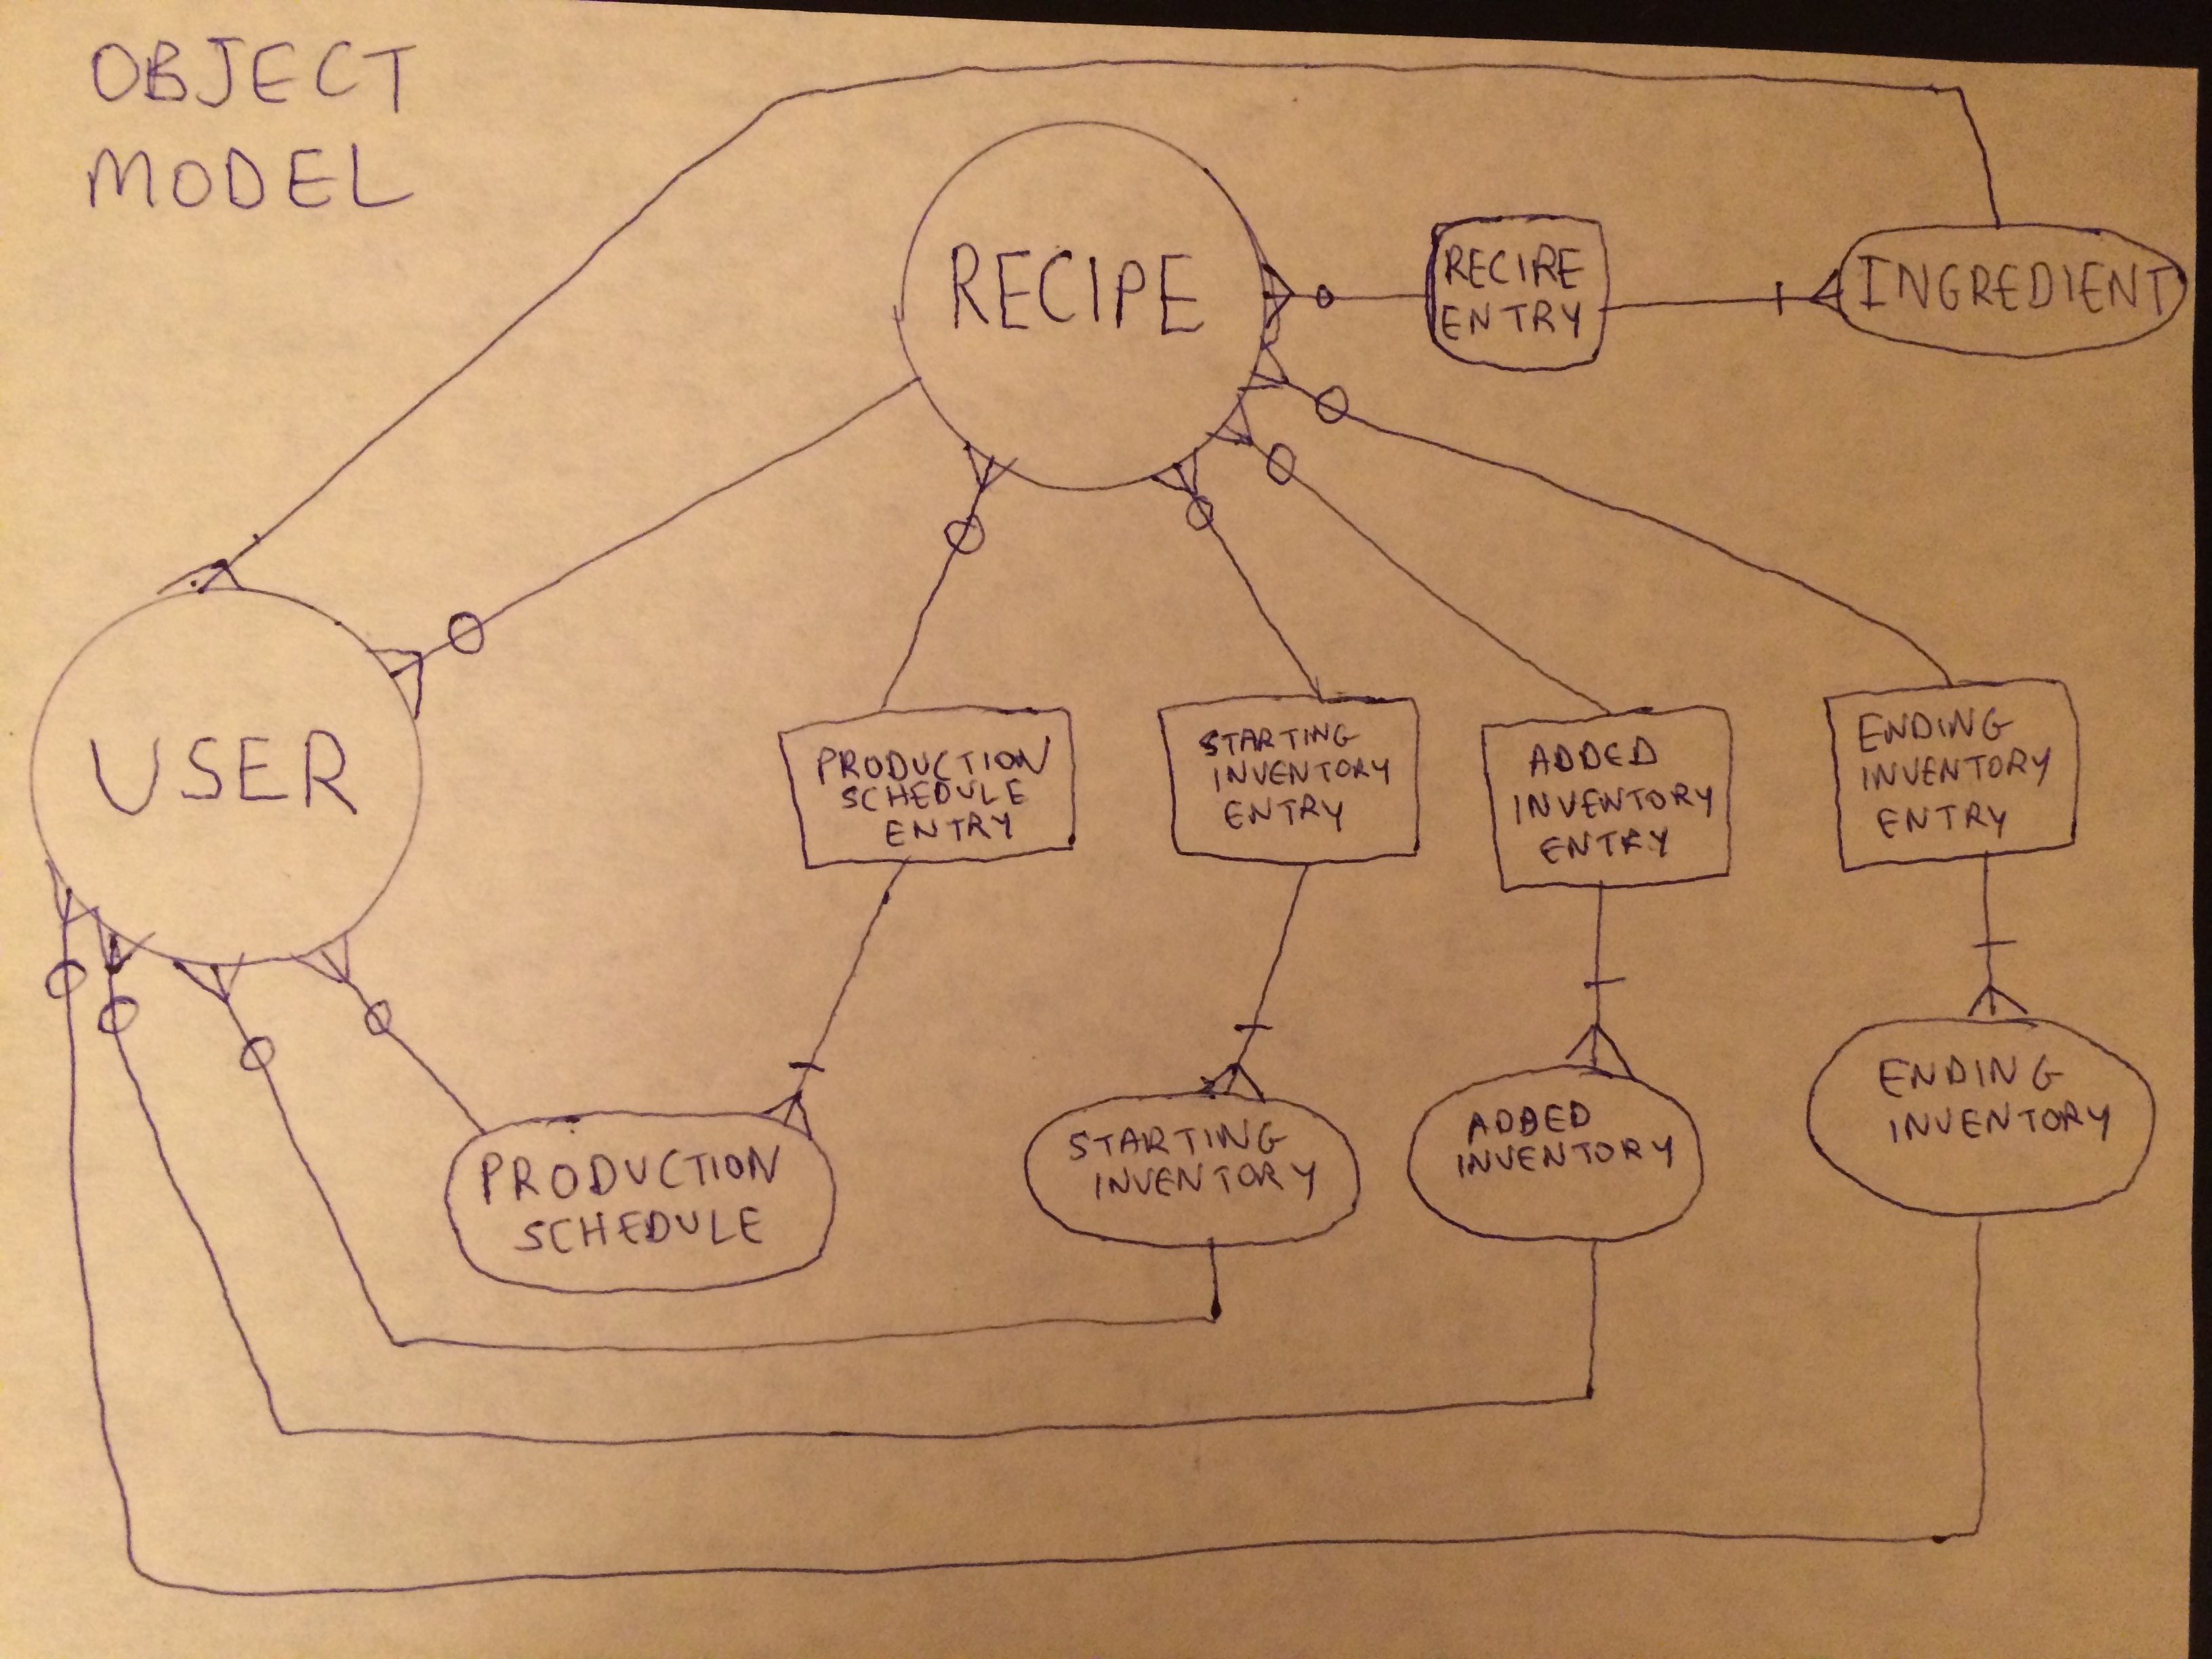 OBJECT
MODEL
RECIPE
RECIPE
ENTRY
INGREDIENT
USER
PRODUCTION
SCHEDULE
ENTRY
STARTING
INVENTORY
ENTRY
ADDED
INVENTORY
ENTRY
ENDING
INVENTORY
ENTRY
PRODUCTION
SCHEDULE
STARTING
INVENTORY
ADDED
INVENTORY
ENDING
INVENTORY